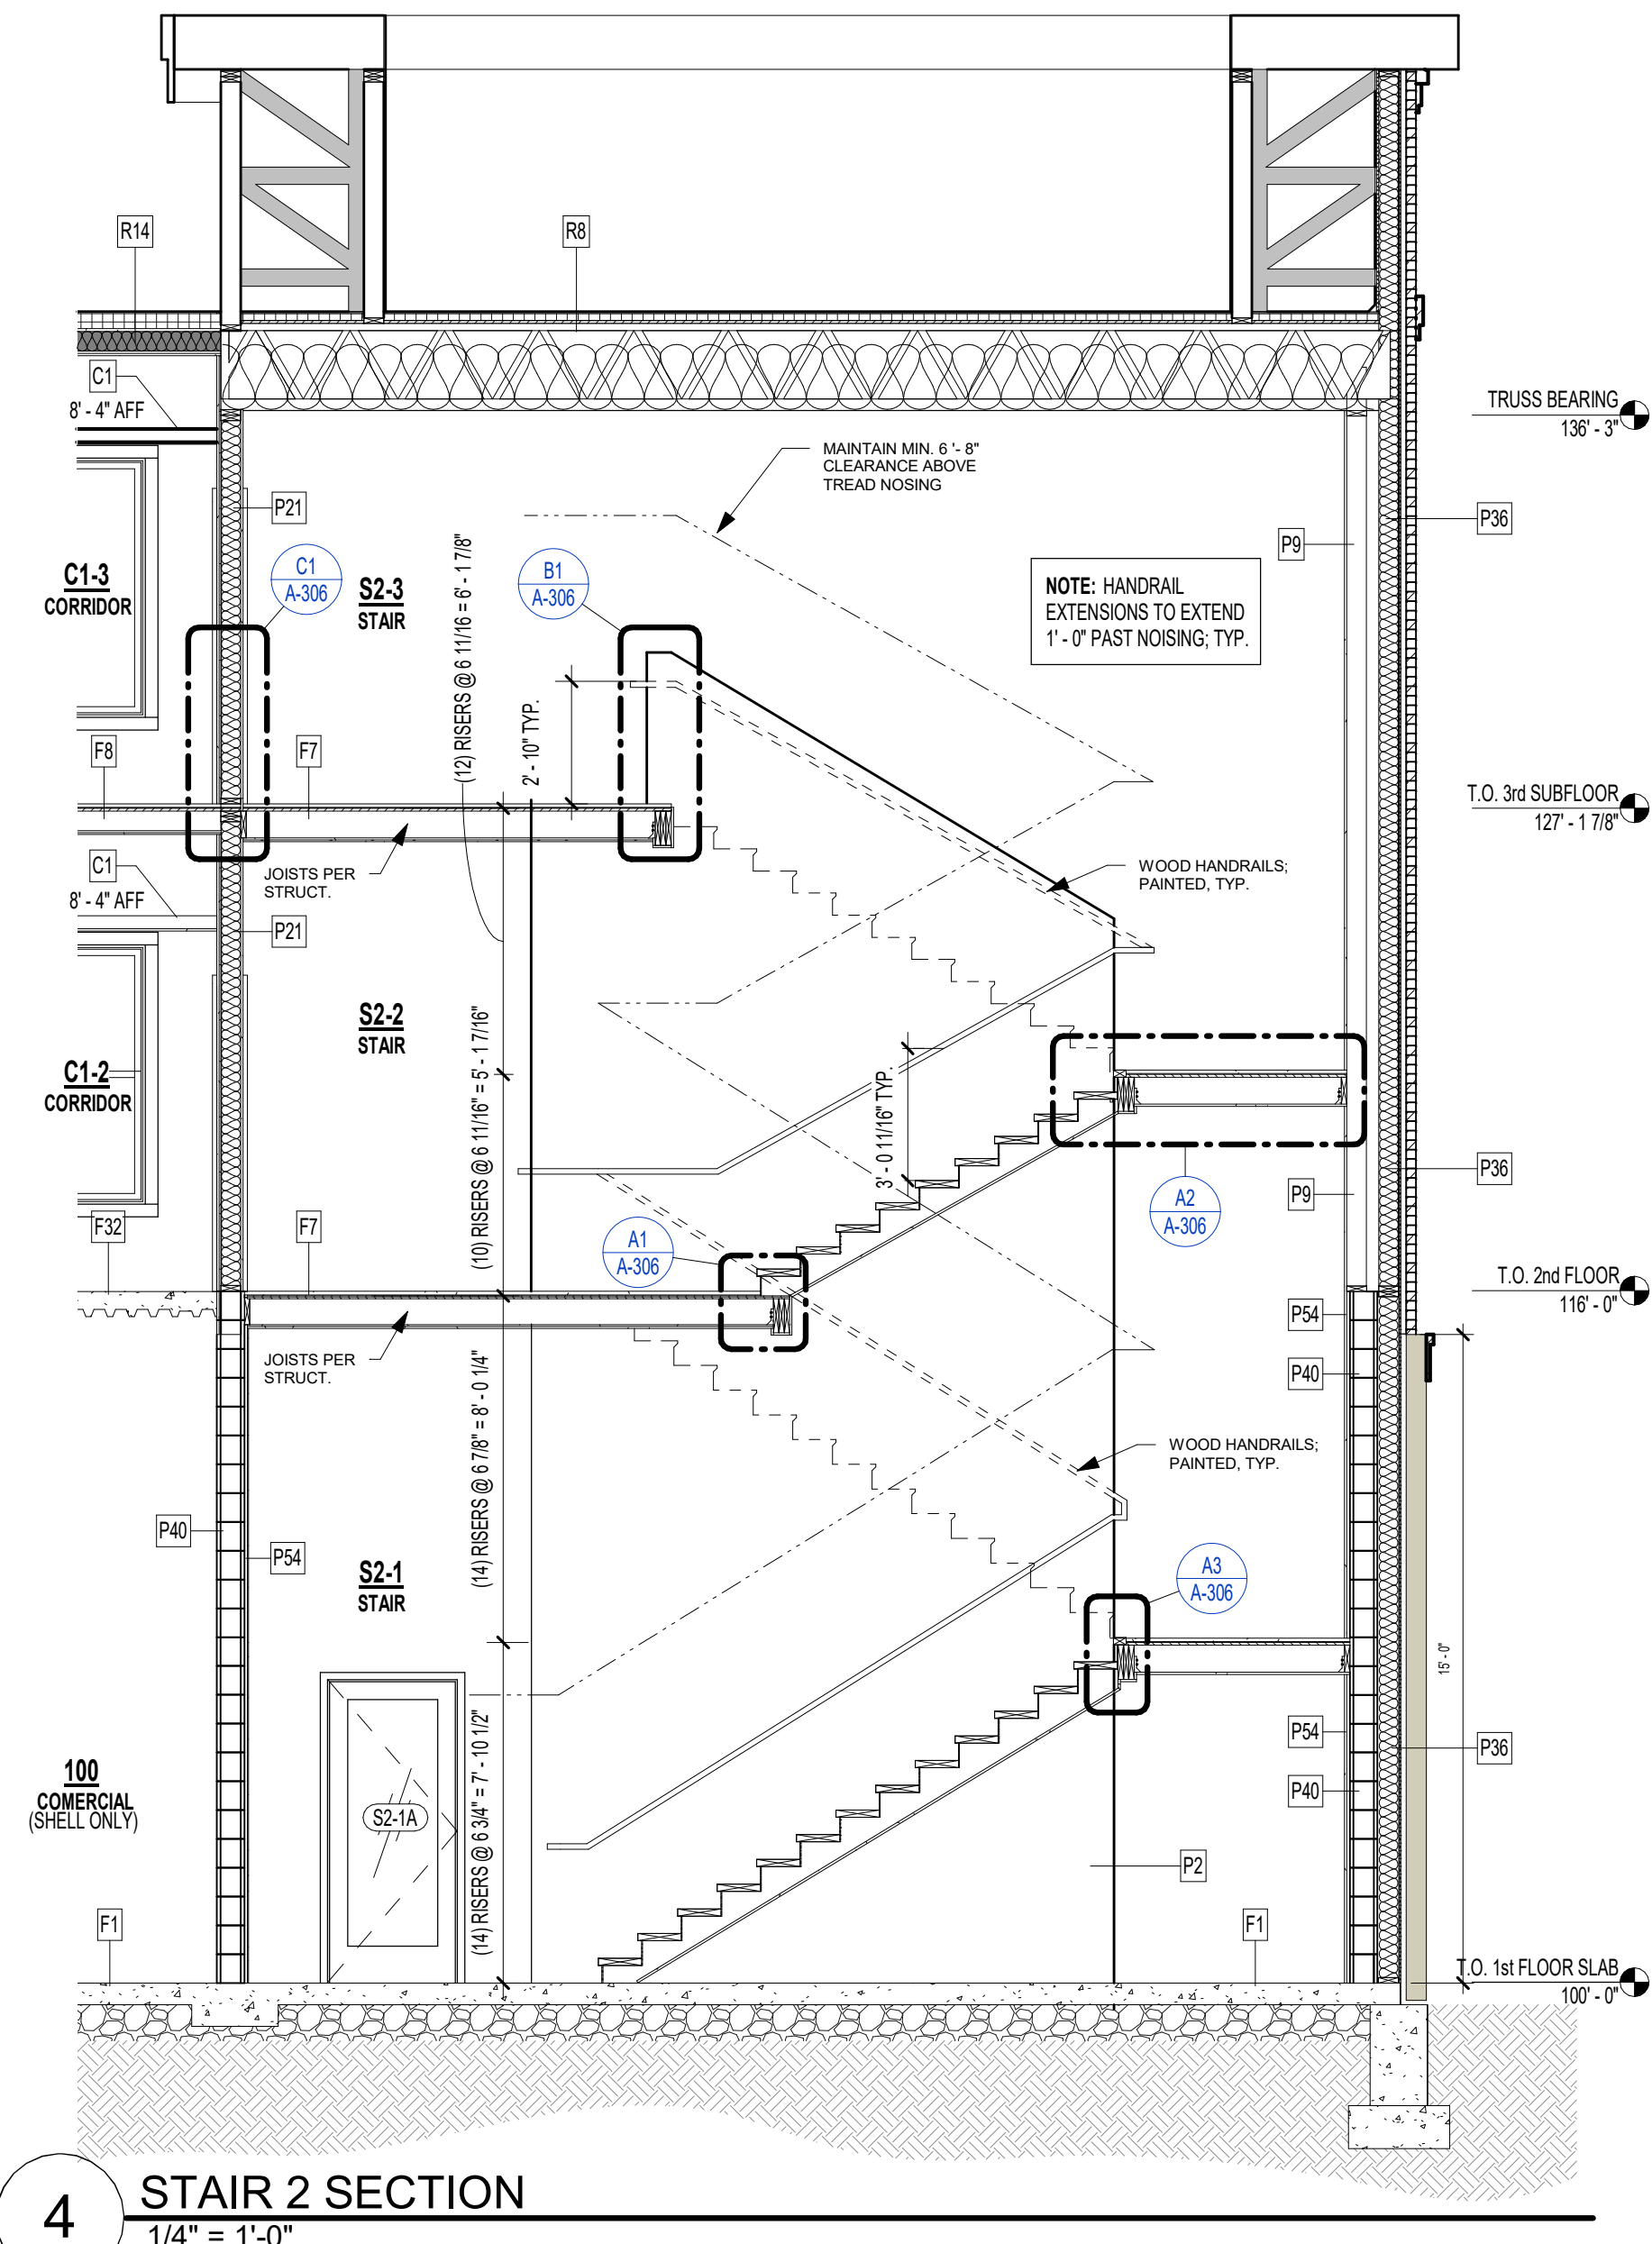 R14
R8
C1
8' - 4" AFF
TRUSS BEARING
136' - 3"
MAINTAIN MIN. 6 '- 8"
CLEARANCE ABOVE
TREAD NOSING
P21
P36
P9
C1
A-306
B1
A-306
C1-3
CORRIDOR
S2-3
STAIR
NOTE: HANDRAIL
EXTENSIONS TO EXTEND
1' - 0" PAST NOISING; TYP.
(12) RISERS @ 6 11/16 = 6' - 1 7/8"
2' - 10" TYP.
F8
F7
T.O. 3rd SUBFLOOR
127' - 1 7/8"
C1
8' - 4" AFF
JOISTS PER
STRUCT.
WOOD HANDRAILS;
PAINTED, TYP.
P21
S2-2
STAIR
C1-2
CORRIDOR
(10) RISERS @ 6 11/16" = 5' - 1 7/16"
3' - 0 11/16" TYP.
P36
P9
A2
A-306
F32
F7
A1
A-306
T.O. 2nd FLOOR
116' - 0"
P54
JOISTS PER
STRUCT.
P40
(14) RISERS @ 6 7/8" = 8' - 0 1/4"
WOOD HANDRAILS;
PAINTED, TYP.
P40
P54
S2-1
STAIR
A3
A-306
15' - 0"
P54
P36
100
COMERCIAL
(SHELL ONLY)
S2-1A
(14) RISERS @ 6 3/4" = 7' - 10 1/2"
P40
P2
F1
F1
T.O. 1st FLOOR SLAB
100' - 0"
4
STAIR 2 SECTION
1/4" = 1'-0"